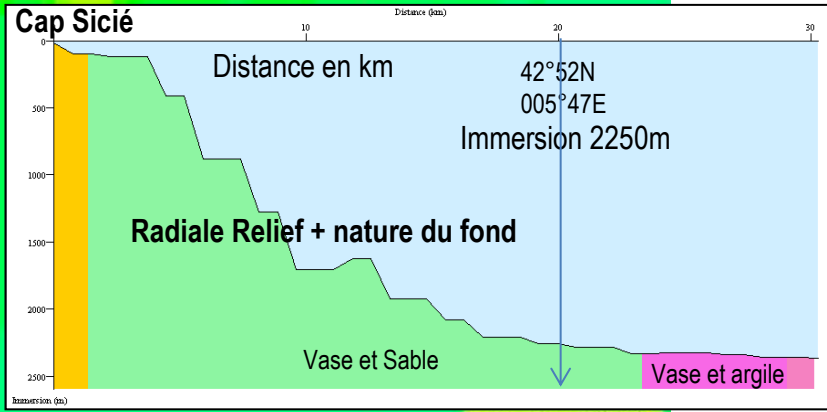 Cap Sicié
Distance (km)
10
20
30
0
Distance en km
42°52N
005°47E
Immersion 2250m
500
1000
Radiale Relief + nature du fond
1500
2000
Vase et Sable
Vase et argile
2500
Immersion (m)